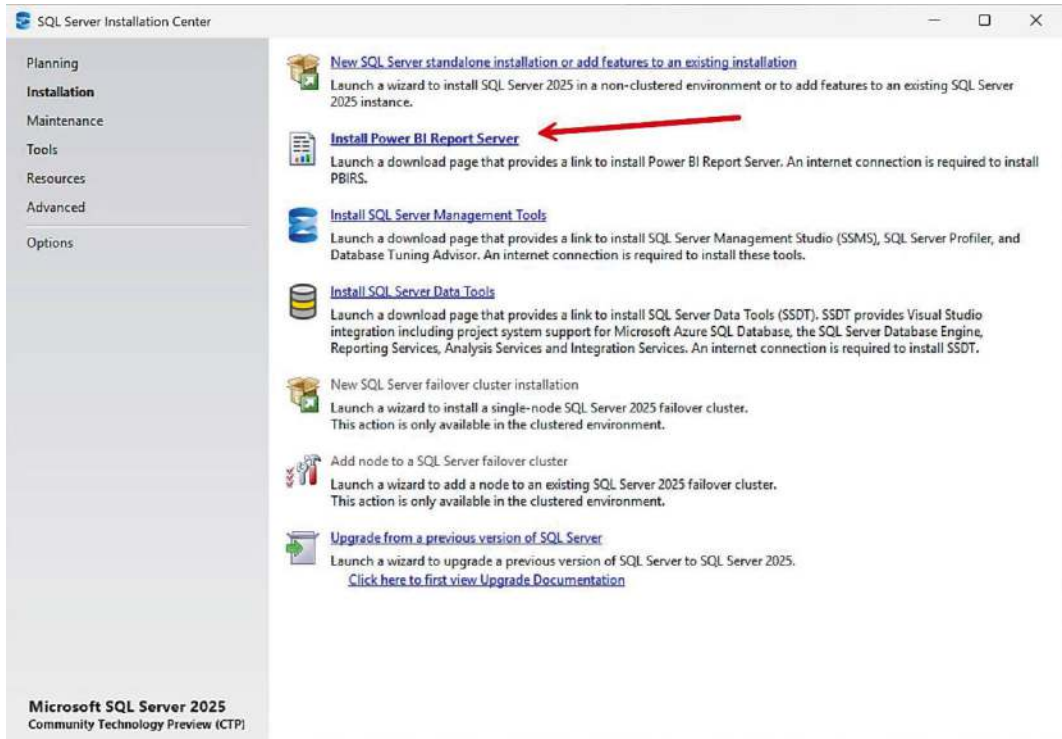 SQL Server Installation Center
Planning
Installation
Maintenance
Tools
Resources
Advanced
Options
New SQL Server standalone installation or add features to an existing installation
Launch a wizard to install SQL Server 2025 in a non-clustered environment or to add features to an existing SQL Server
2025 instance.
Install Power BI Report Server
Launch a download page that provides a link to install Power BI Report Server. An internet connection is required to install
PBIRS.
Install SQL Server Management Tools
Launch a download page that provides a link to install SQL Server Management Studio (SSMS), SQL Server Profiler, and
Database Tuning Advisor. An internet connection is required to install these tools.
Install SQL Server Data Tools
Launch a download page that provides a link to install SQL Server Data Tools (SSDT). SSDT provides Visual Studio
integration including project system support for Microsoft Azure SQL Database, the SQL Server Database Engine,
Reporting Services, Analysis Services and Integration Services. An internet connection is required to install SSDT.
New SQL Server failover cluster installation
Launch a wizard to install a single-node SQL Server 2025 failover cluster.
This action is only available in the clustered environment.
Add node to a SQL Server failover cluster
Launch a wizard to add a node to an existing SQL Server 2025 failover cluster.
This action is only available in the clustered environment.
Upgrade from a previous version of SQL Server
Launch a wizard to upgrade a previous version of SQL Server to SQL Server 2025.
Click here to first view Upgrade Documentation
Microsoft SQL Server 2025
Community Technology Preview (CTP)